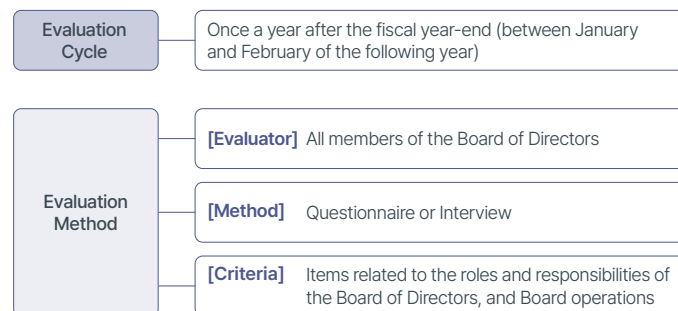 Evaluation
Cycle
Once a year after the fiscal year-end (between January
and February of the following year)
Evaluation
Method
[Evaluator] All members of the Board of Directors
[Method] Questionnaire or Interview
[Criteria] Items related to the roles and responsibilities of
the Board of Directors, and Board operations